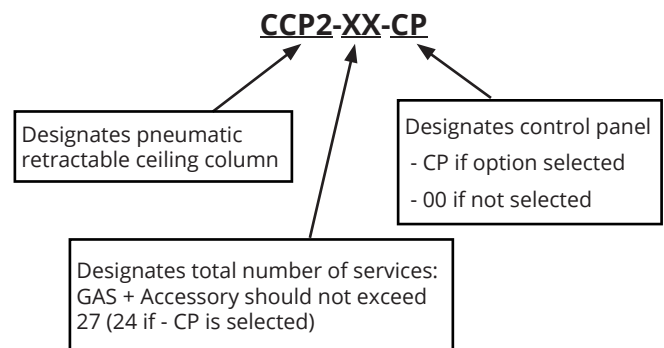 CCP2-XX-CP
Designates pneumatic
retractable ceiling column
Designates control panel
- CP if option selected
- 00 if not selected
Designates total number of services:
GAS + Accessory should not exceed
27 (24 if - CP is selected)